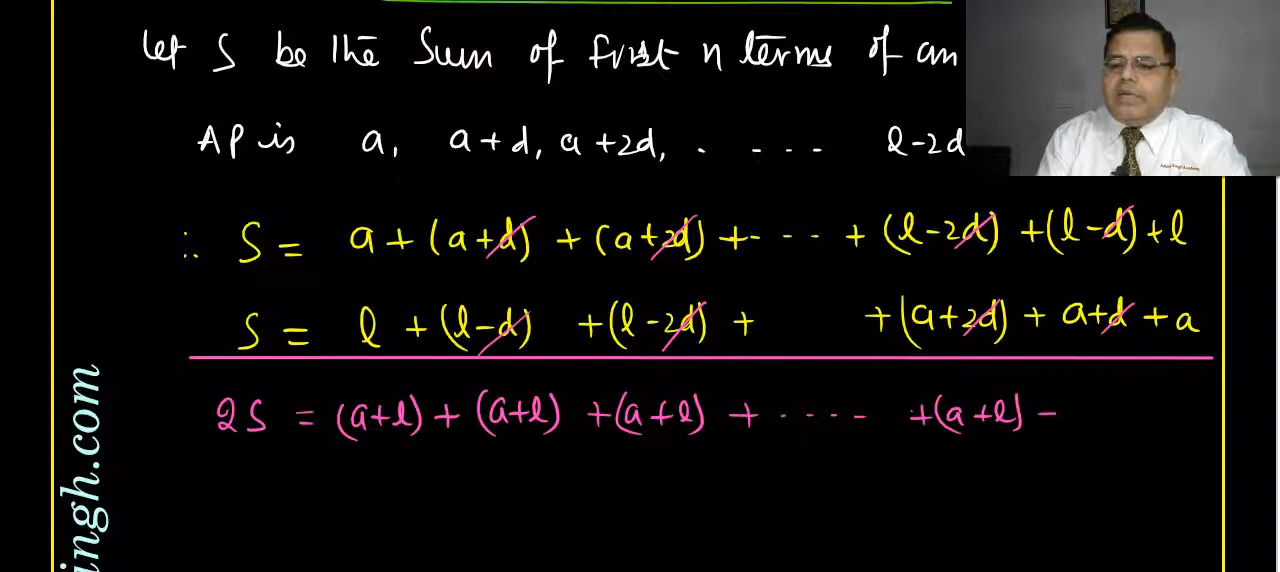 Let S be the Sum of first n terms of an
AP is a, a+d, a+2d, . - - - - l-2d
∴ S = a + (a+d) + (a+2d) + - - - + (l-2d) + (l-d) + l
S = l + (l-d) + (l-2d) + + (a+2d) + a+d + a
2S = (a+l) + (a+l) + (a+l) + - - - - + (a+l) -
ingh.com